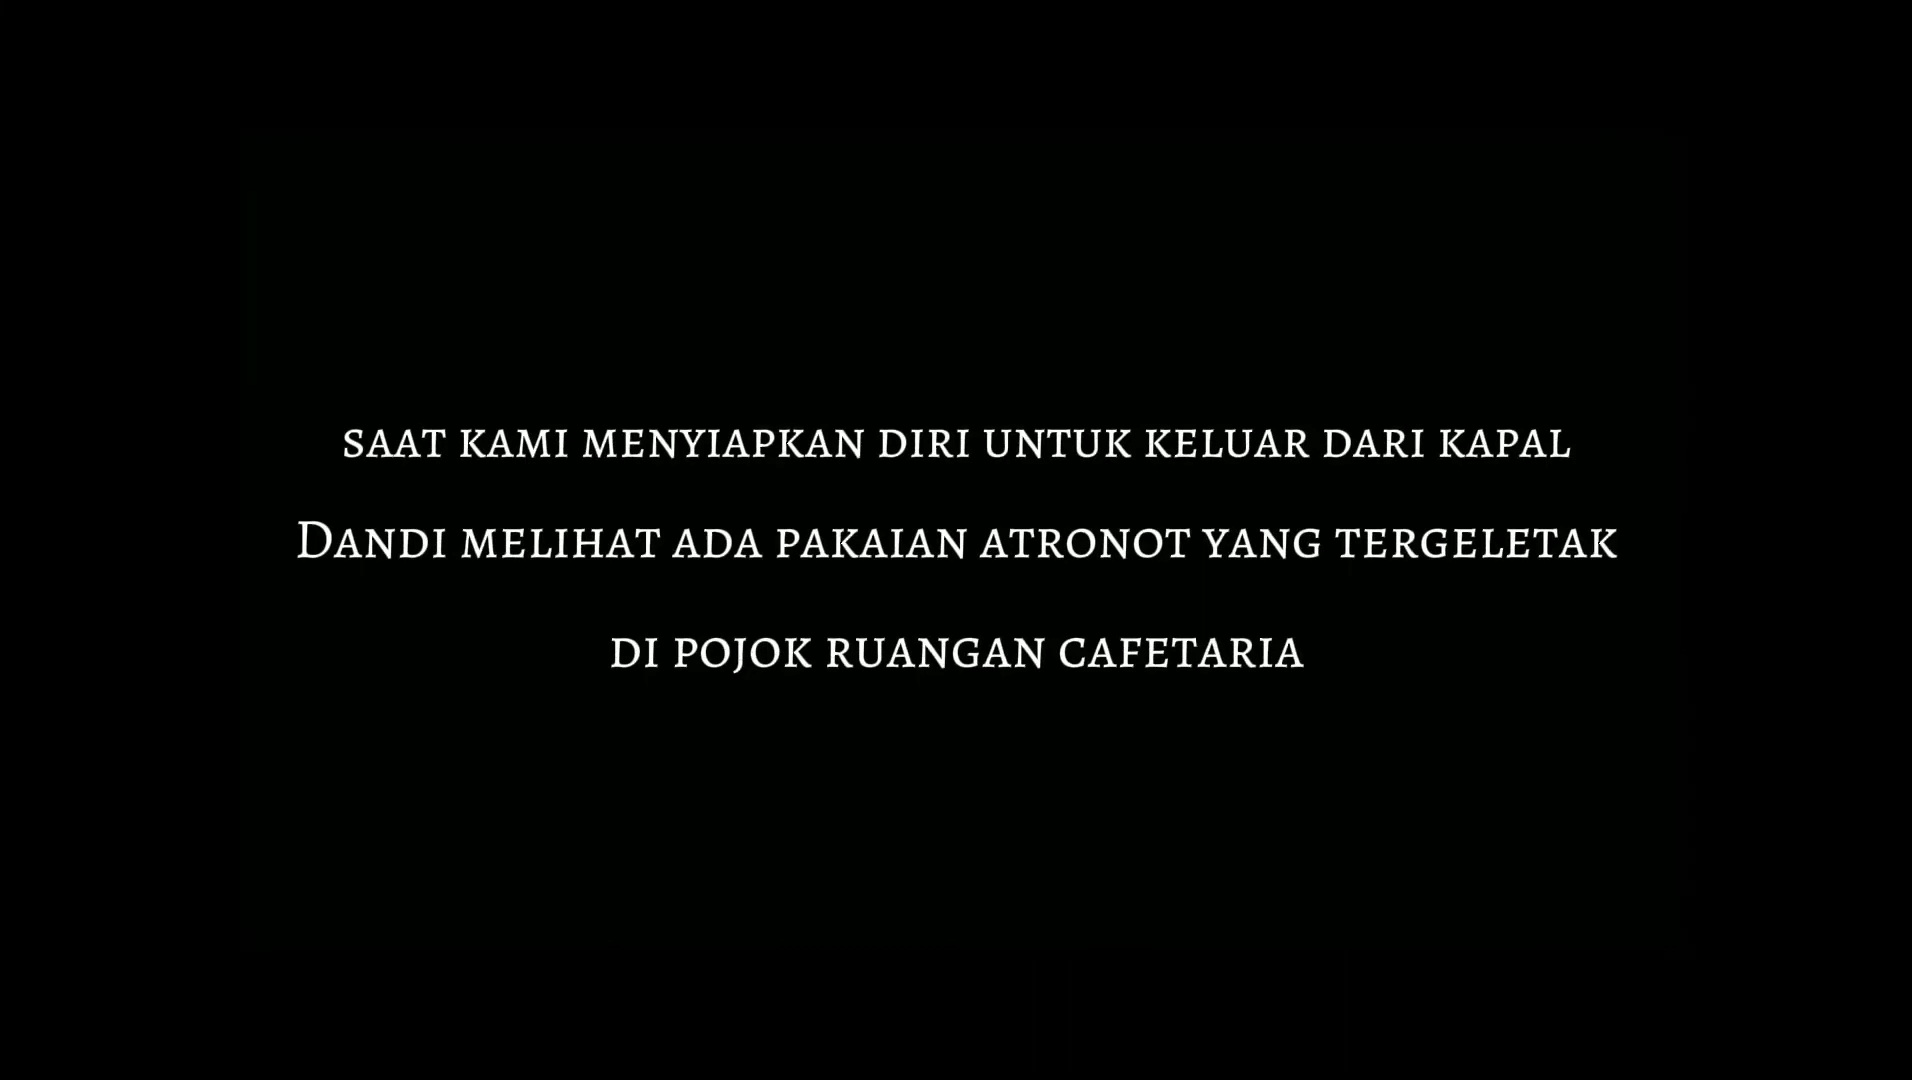 saat kami menyiapkan diri untuk keluar dari kapal
Dandi melihat ada pakaian atronot yang tergeletak
di pojok ruangan cafetaria